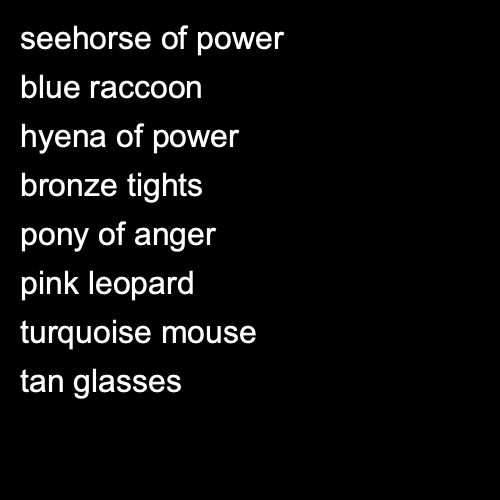 seehorse of power
blue raccoon
hyena of power
bronze tights
pony of anger
pink leopard
turquoise mouse
tan glasses